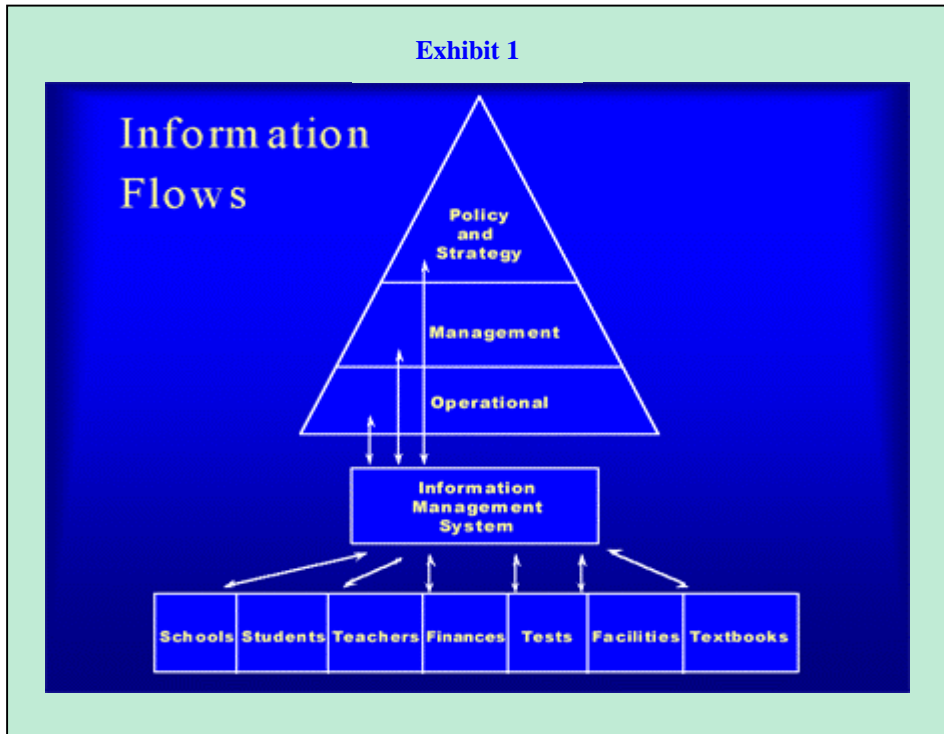 Exhibit 1
Information
Flows
Policy
and
Strategy
Management
Operational
Information
Management
System
Schools Students Teachers Finances Tests Facilities Textbooks